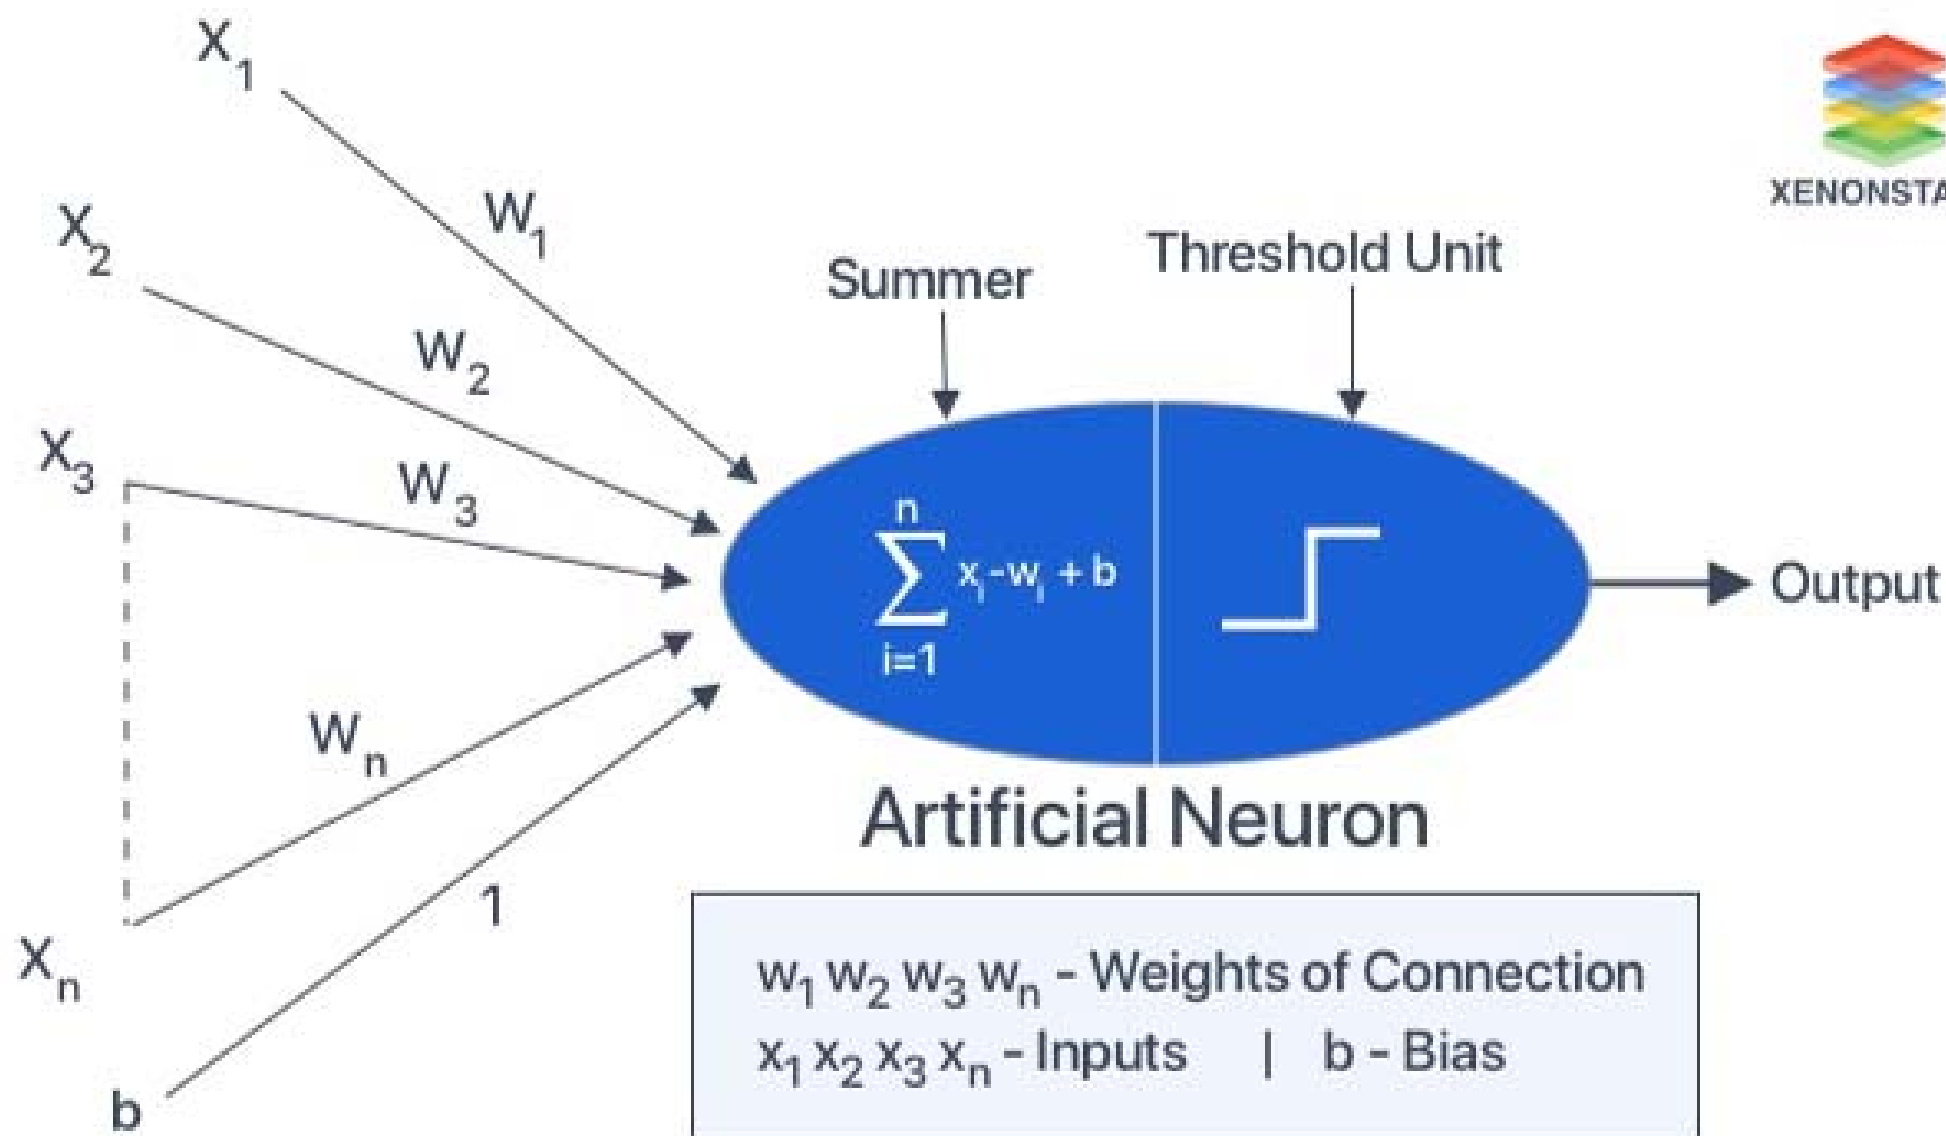 X₁
W₁
X₂
W₂
X₃
W₃
Xₙ
Wₙ
b
1
Summer
Threshold Unit
XENONSTA
n
∑ xᵢ-wᵢ + b
i=1
Output
Artificial Neuron
w₁ w₂ w₃ wₙ - Weights of Connection
x₁ x₂ x₃ xₙ - Inputs | b - Bias